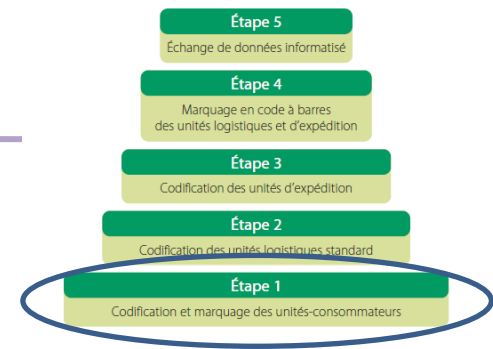 Étape 5
Échange de données informatisé
Étape 4
Marquage en code à barres
des unités logistiques et d'expédition
Étape 3
Codification des unités d'expédition
Étape 2
Codification des unités logistiques standard
Étape 1
Codification et marquage des unités-consommateurs